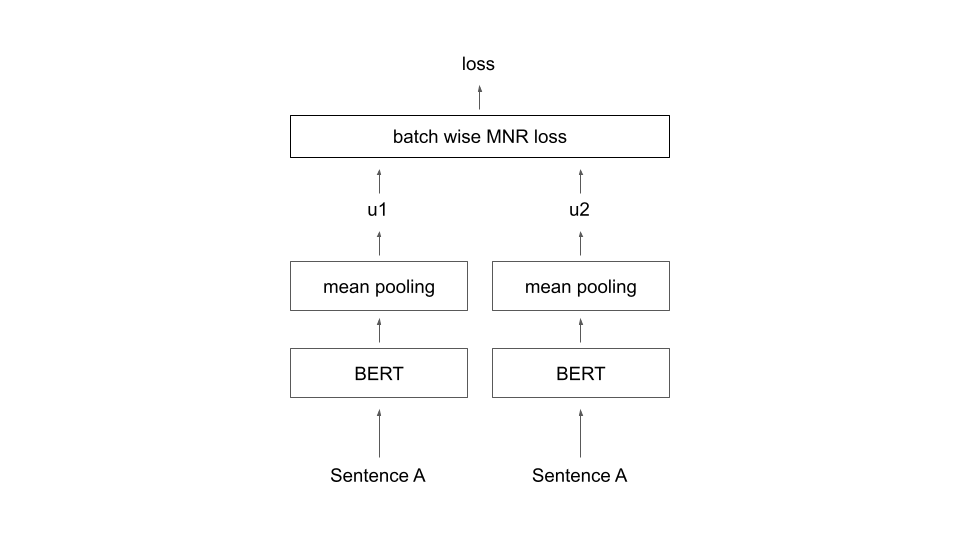 loss
batch wise MNR loss
u1 u2
mean pooling mean pooling
BERT BERT
Sentence A Sentence A